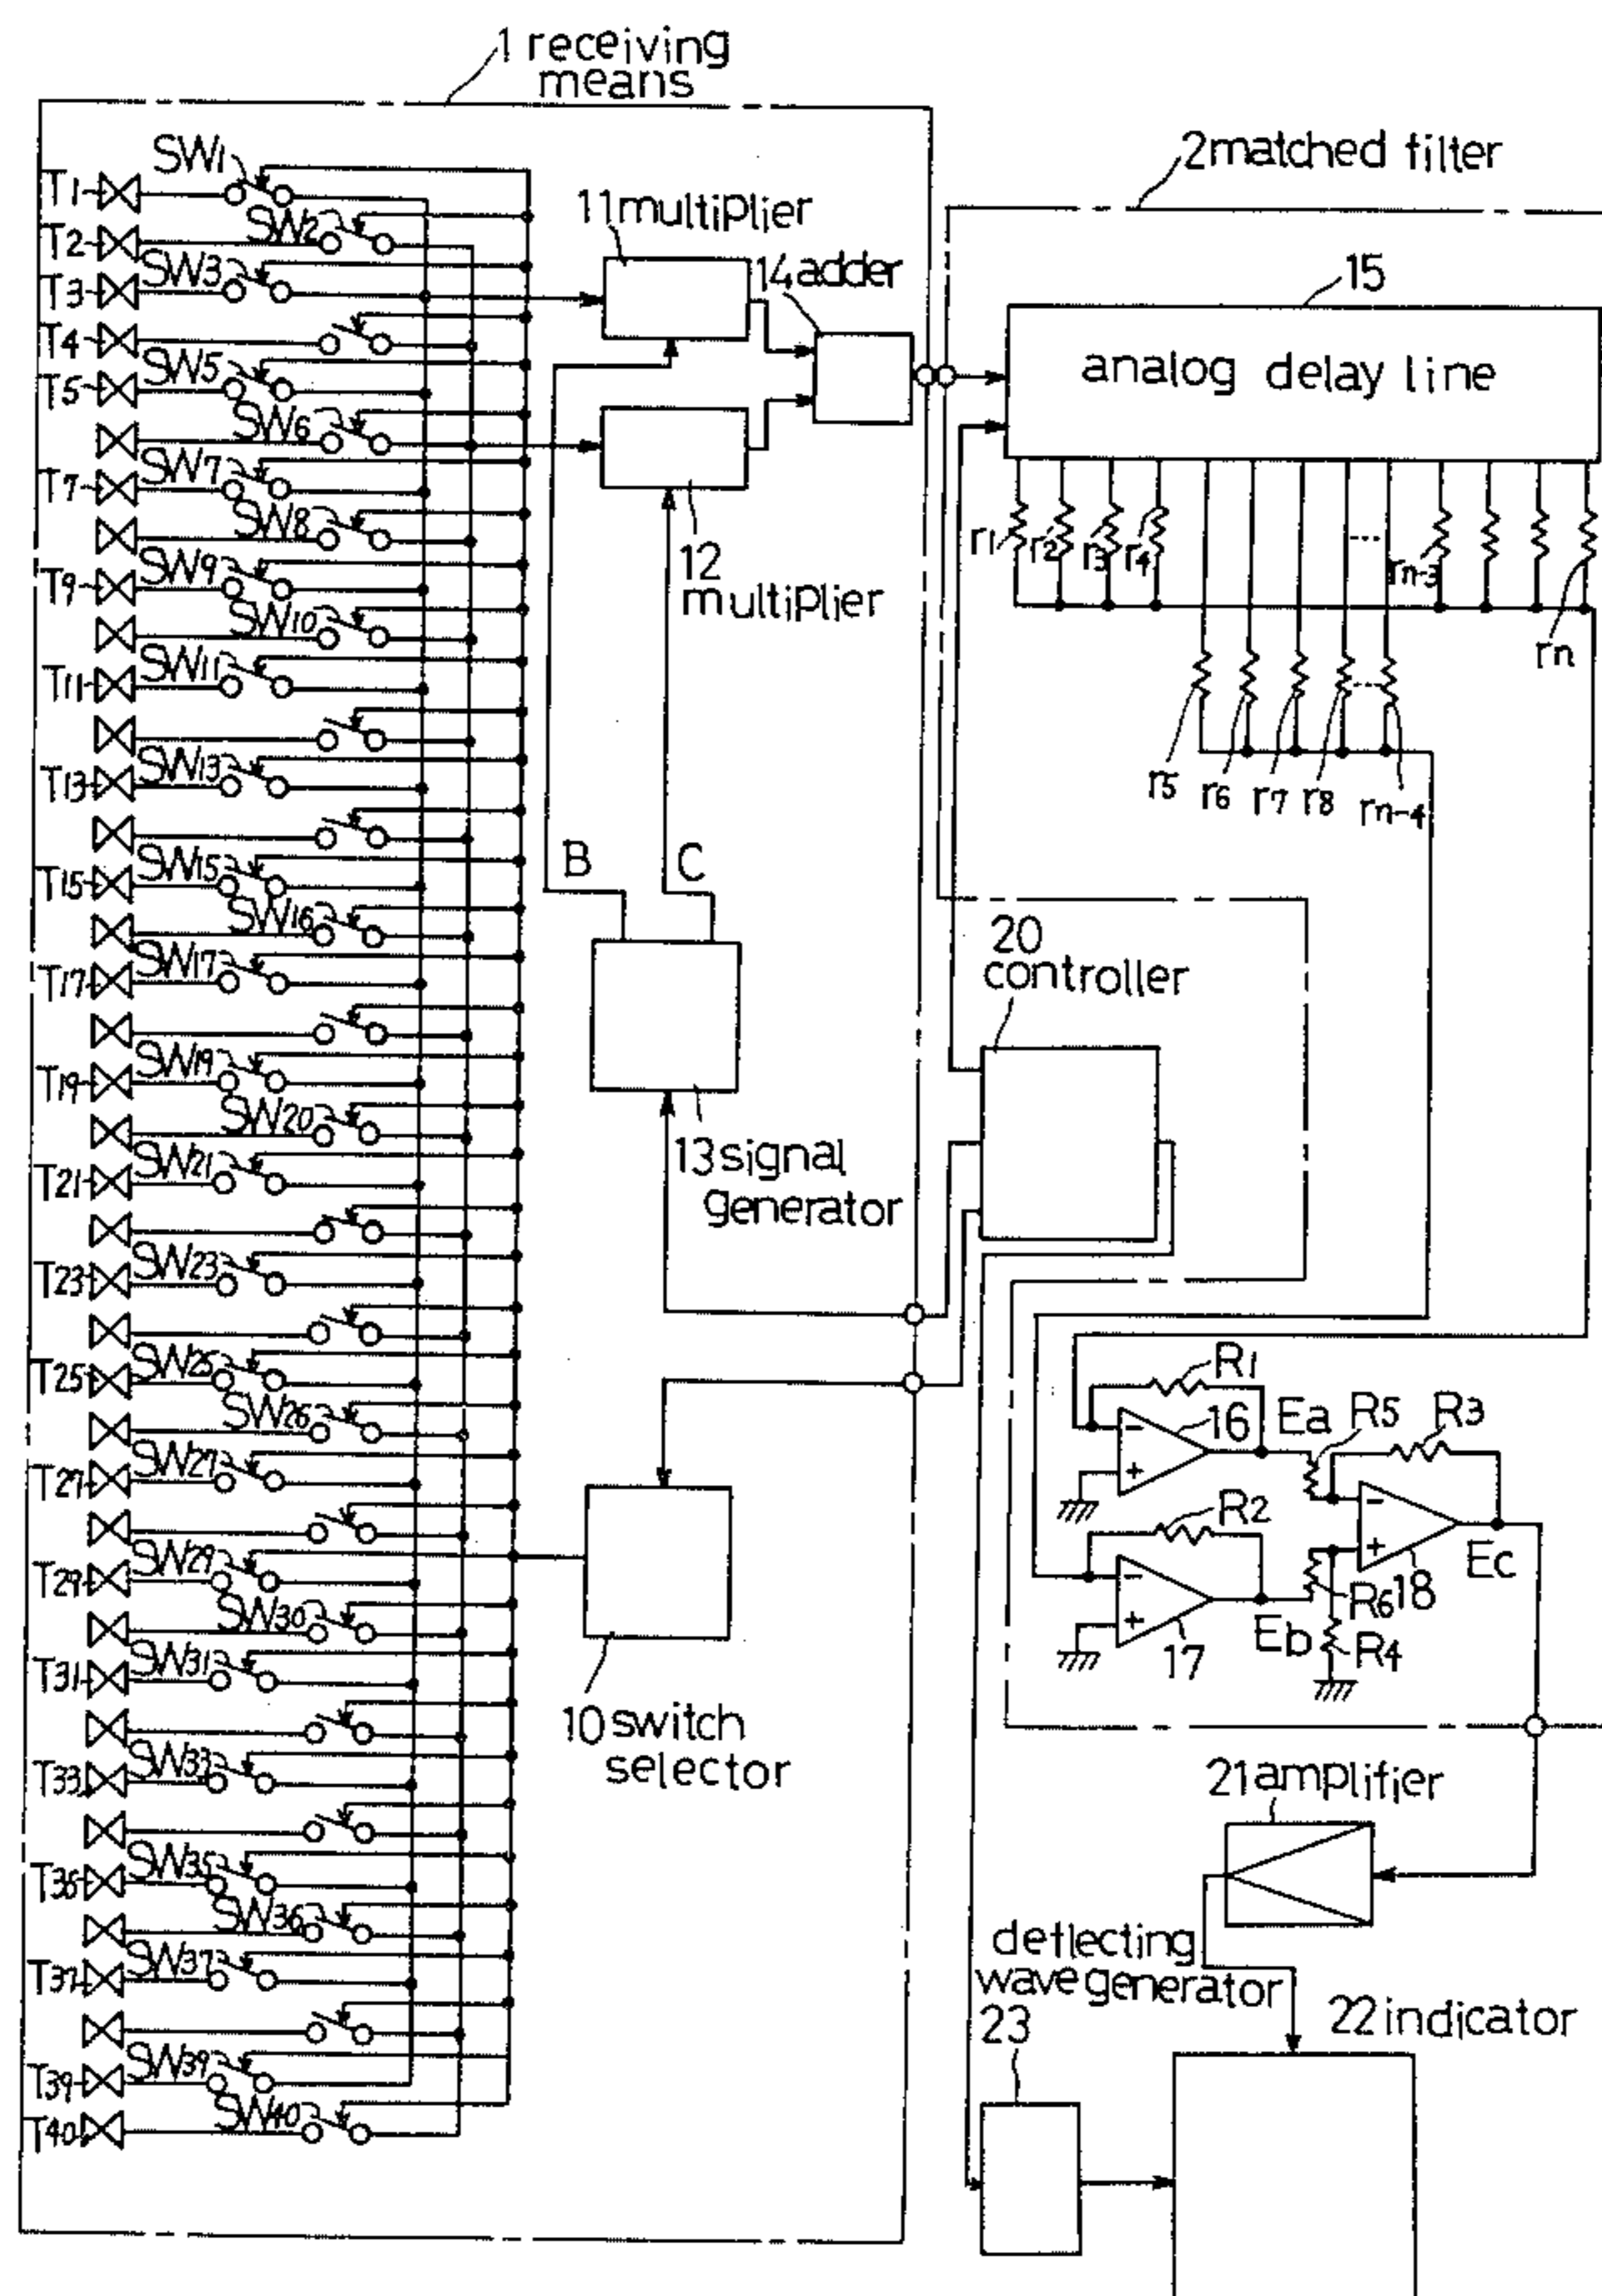 1 receiving
means
2 matched filter
SW1
T1
SW2
T2
SW3
T3
T4
SW5
T5
SW6
SW7
T7
SW8
SW9
T9
SW10
SW11
T11
SW13
T13
SW15
T15
SW16
SW17
T17
SW19
T19
SW20
SW21
T21
SW23
T23
SW25
T25
SW26
SW27
T27
SW29
T29
SW30
SW31
T31
SW33
T33
SW35
T36
SW36
SW37
T37
SW39
T39
SW40
T40
11 multiplier
14 adder
12
multiplier
B
C
13 signal
generator
10 switch
selector
15
analog delay line
r1
r2
r3
r4
rn-3
rn
r5
r6
r7
r8
rn-4
20
controller
R1
16
Ea
R5
R3
R2
17
Eb
R6
18
R4
Ec
21 amplifier
deflecting
wave generator
23
22 indicator